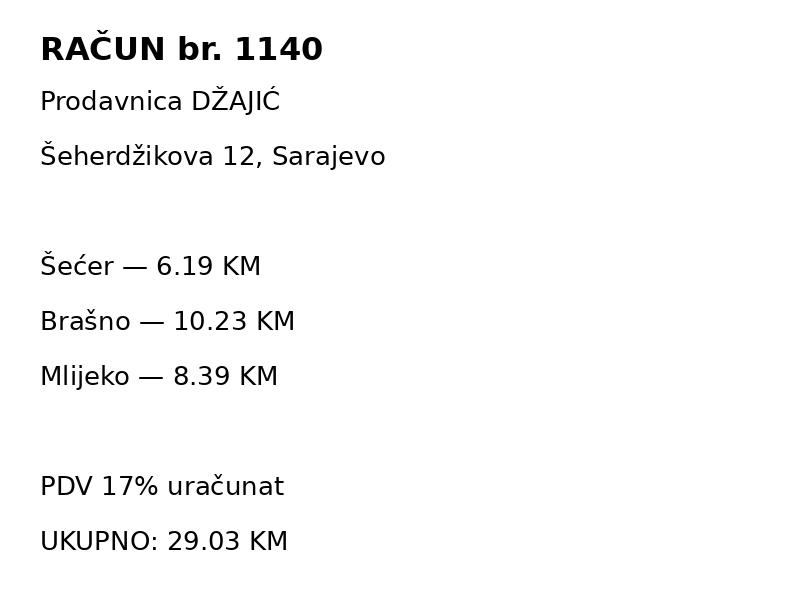 RAČUN br. 1140
Prodavnica DŽAJIĆ
Šeherdžikova 12, Sarajevo
Šećer — 6.19 KM
Brašno — 10.23 KM
Mlijeko — 8.39 KM
PDV 17% uračunat
UKUPNO: 29.03 KM